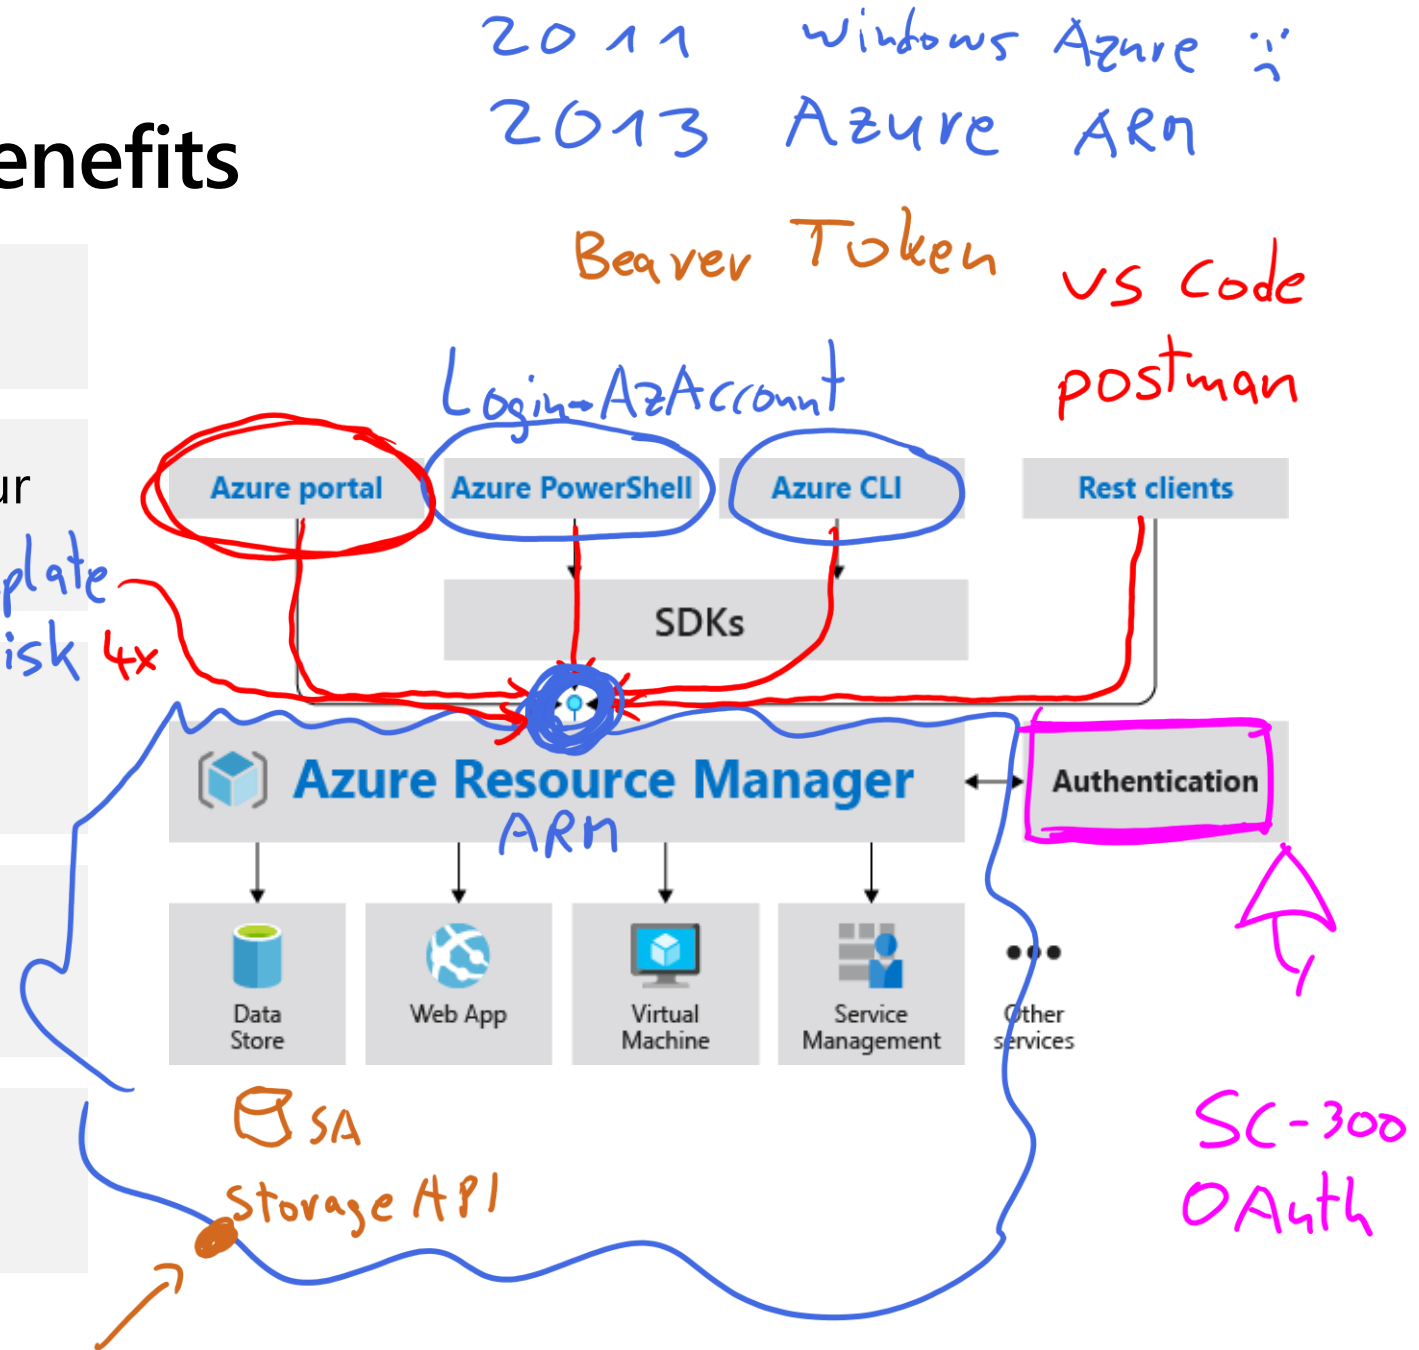 2011 Windows Azure :(
2013 Azure ARM
enefits
Bearer Token
VS Code
postman
Login-AzAccount
Azure portal
Azure PowerShell
Azure CLI
Rest clients
ur
plate
isk 4x
SDKs
Azure Resource Manager
ARM
Authentication
Data
Store
Web App
Virtual
Machine
Service
Management
Other
services
SA
Storage API
SC-300
OAuth